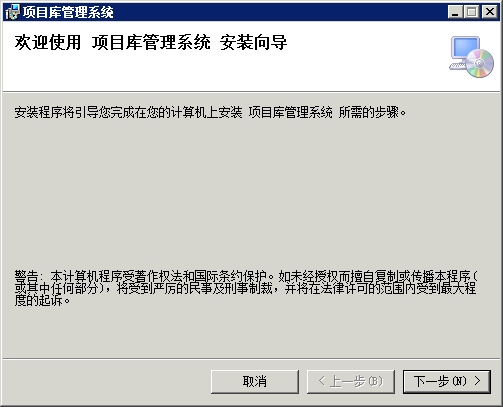 项目库管理系统
欢迎使用 项目库管理系统 安装向导
安装程序将引导您完成在您的计算机上安装 项目库管理系统 所需的步骤。
警告: 本计算机程序受著作权法和国际条约保护。如未经授权而擅自复制或传播本程序(
或其中任何部分)，将受到严厉的民事及刑事制裁，并将在法律许可的范围内受到最大程
度的起诉。
取消
< 上一步(B)
下一步(N) >